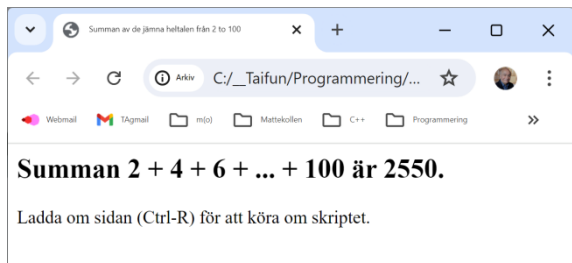 Summan av de jämna heltalen från 2 to 100
Arkiv C:/__Taifun/Programmering/...
Webmail TAgmail m(o) Mattekollen C++ Programmering
Summan 2 + 4 + 6 + ... + 100 är 2550.
Ladda om sidan (Ctrl-R) för att köra om skriptet.